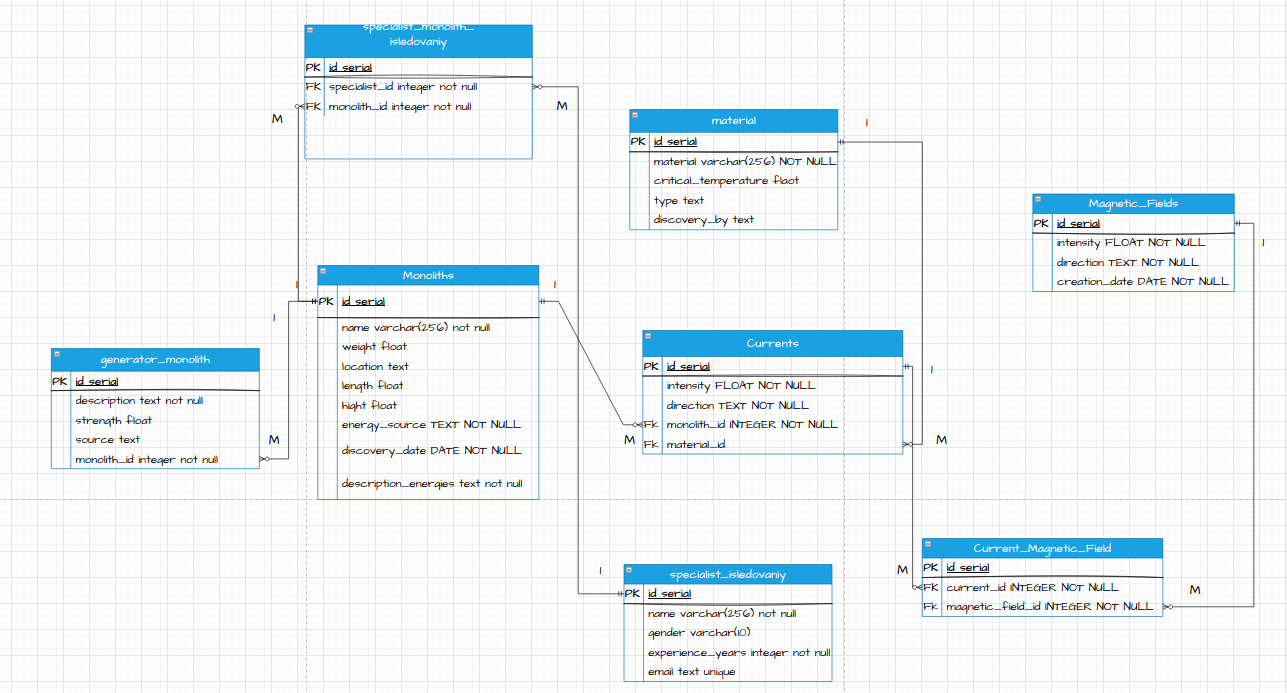 specialist_monolith_
isledovaniy
PK id serial
FK specialist_id integer not null
FK monolith_id integer not null
M
M
material
PK id serial
material varchar(256) NOT NULL
critical_temperature flaot
type text
discovery_by text
1
Magnetic_Fields
PK id serial
intensity FLOAT NOT NULL
direction TEXT NOT NULL
creation_date DATE NOT NULL
1
Monoliths
PK id serial
name varchar(256) not null
weight float
location text
length float
hight float
energy_source TEXT NOT NULL
discovery_date DATE NOT NULL
description_energies text not null
1
1
1
generator_monolith
PK id serial
description text not null
strength float
source text
monolith_id integer not null
M
Currents
PK id serial
intensity FLOAT NOT NULL
direction TEXT NOT NULL
FK monolith_id INTEGER NOT NULL
FK material_id
1
M
M
specialist_isledovaniy
PK id serial
name varchar(256) not null
gender varchar(10)
experience_years integer not null
email text unique
1
Current_Magnetic_Field
PK id serial
FK current_id INTEGER NOT NULL
FK magnetic_field_id INTEGER NOT NULL
M
M